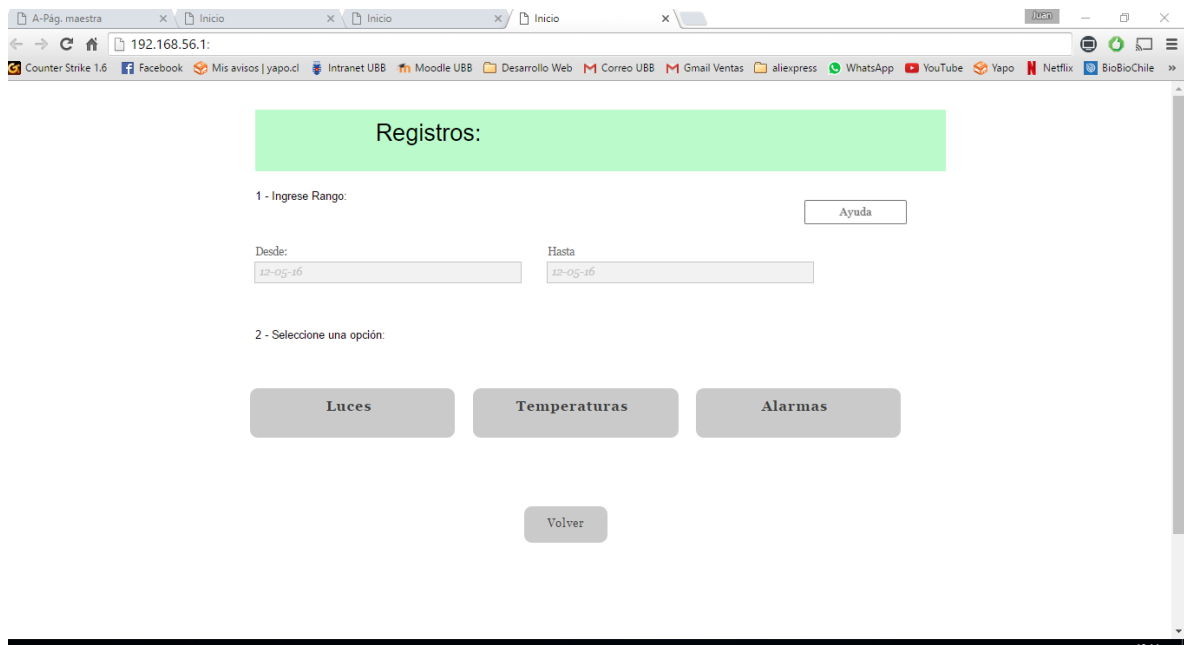 A-Pág. maestra Inicio Inicio Inicio Juan
192.168.56.1:
Counter Strike 1.6 Facebook Mis avisos | yapo.cl Intranet UBB Moodle UBB Desarrollo Web Correo UBB Gmail Ventas aliexpress WhatsApp YouTube Yapo Netflix BioBioChile »
Registros:
1 - Ingrese Rango:
Ayuda
Desde: Hasta
12-05-16 12-05-16
2 - Seleccione una opción:
Luces Temperaturas Alarmas
Volver